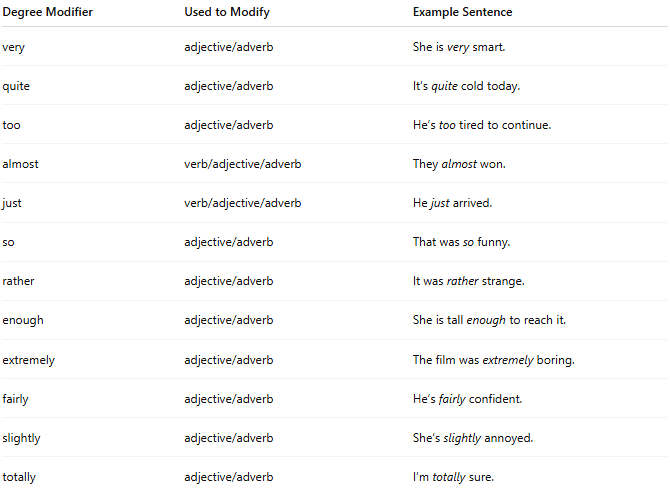 Degree Modifier Used to Modify Example Sentence
very adjective/adverb She is very smart.
quite adjective/adverb It's quite cold today.
too adjective/adverb He's too tired to continue.
almost verb/adjective/adverb They almost won.
just verb/adjective/adverb He just arrived.
so adjective/adverb That was so funny.
rather adjective/adverb It was rather strange.
enough adjective/adverb She is tall enough to reach it.
extremely adjective/adverb The film was extremely boring.
fairly adjective/adverb He's fairly confident.
slightly adjective/adverb She's slightly annoyed.
totally adjective/adverb I'm totally sure.